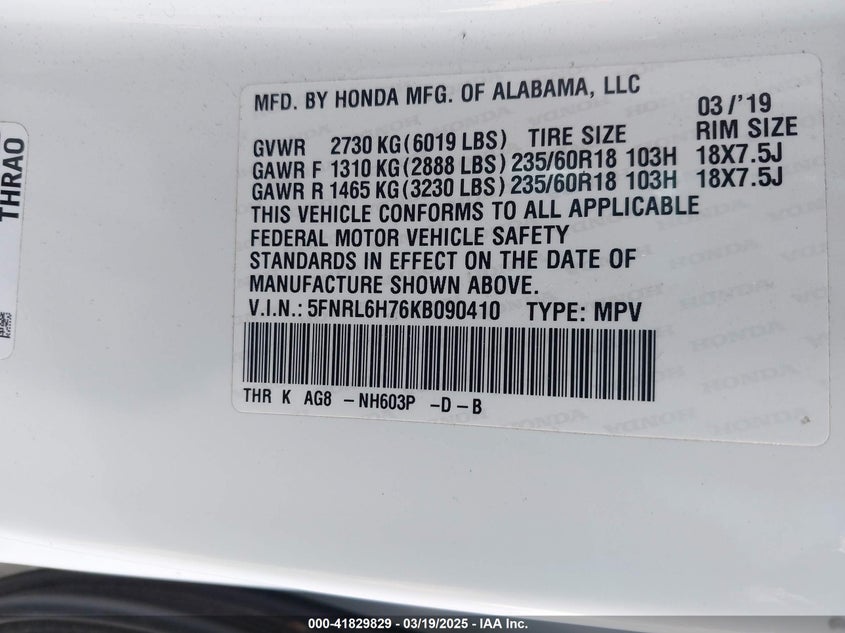 MFD. BY HONDA MFG. OF ALABAMA, LLC
03/'19
GVWR 2730 KG(6019 LBS) TIRE SIZE RIM SIZE
GAWR F 1310 KG(2888 LBS) 235/60R18 103H 18X7.5J
GAWR R 1465 KG(3230 LBS) 235/60R18 103H 18X7.5J
THIS VEHICLE CONFORMS TO ALL APPLICABLE
FEDERAL MOTOR VEHICLE SAFETY
STANDARDS IN EFFECT ON THE DATE OF
MANUFACTURE SHOWN ABOVE.
V.I.N.: 5FNRL6H76KB090410 TYPE: MPV
THR K AG8 -NH603P -D-B
THRA0
000-41829829 - 03/19/2025 - IAA Inc.